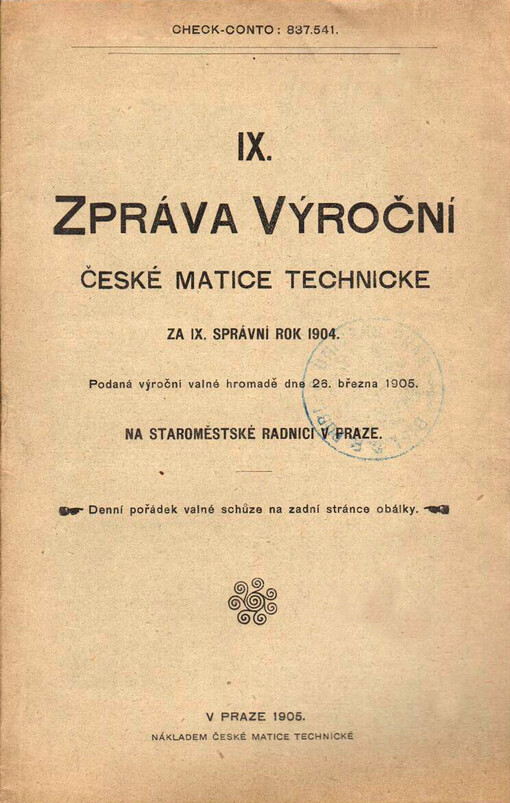 CHECK-CONTO: 837.541.
IX.
ZPRÁVA VÝROČNÍ
ČESKÉ MATICE TECHNICKE
ZA IX. SPRÁVNÍ ROK 1904.
Podaná výroční valné hromadě dne 26. března 1905.
NA STAROMĚSTSKÉ RADNICI V PRAZE.
Denní pořádek valné schůze na zadní stránce obálky.
V PRAZE 1905.
NÁKLADEM ČESKÉ MATICE TECHNICKÉ